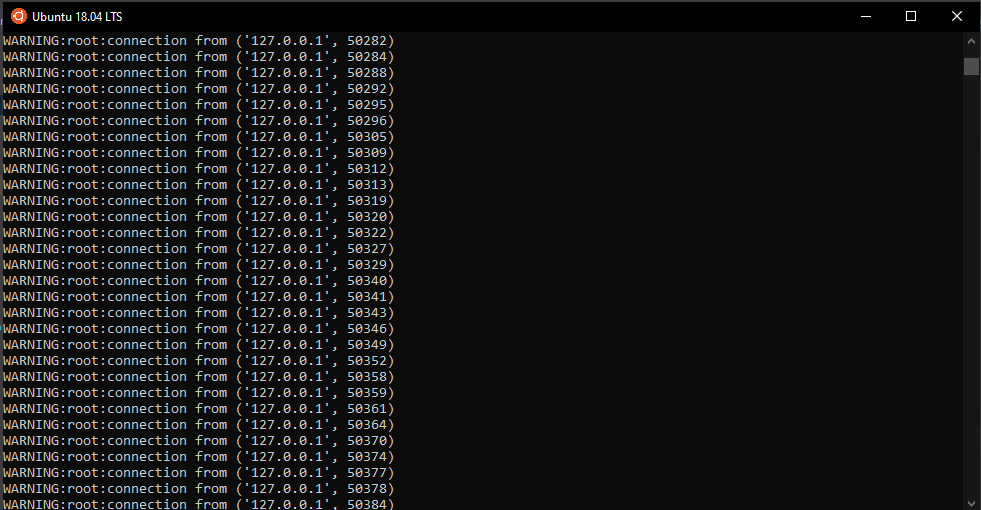 Ubuntu 18.04 LTS
WARNING:root:connection from ('127.0.0.1', 50282)
WARNING:root:connection from ('127.0.0.1', 50284)
WARNING:root:connection from ('127.0.0.1', 50288)
WARNING:root:connection from ('127.0.0.1', 50292)
WARNING:root:connection from ('127.0.0.1', 50295)
WARNING:root:connection from ('127.0.0.1', 50296)
WARNING:root:connection from ('127.0.0.1', 50305)
WARNING:root:connection from ('127.0.0.1', 50309)
WARNING:root:connection from ('127.0.0.1', 50312)
WARNING:root:connection from ('127.0.0.1', 50313)
WARNING:root:connection from ('127.0.0.1', 50319)
WARNING:root:connection from ('127.0.0.1', 50320)
WARNING:root:connection from ('127.0.0.1', 50322)
WARNING:root:connection from ('127.0.0.1', 50327)
WARNING:root:connection from ('127.0.0.1', 50329)
WARNING:root:connection from ('127.0.0.1', 50340)
WARNING:root:connection from ('127.0.0.1', 50341)
WARNING:root:connection from ('127.0.0.1', 50343)
WARNING:root:connection from ('127.0.0.1', 50346)
WARNING:root:connection from ('127.0.0.1', 50349)
WARNING:root:connection from ('127.0.0.1', 50352)
WARNING:root:connection from ('127.0.0.1', 50358)
WARNING:root:connection from ('127.0.0.1', 50359)
WARNING:root:connection from ('127.0.0.1', 50361)
WARNING:root:connection from ('127.0.0.1', 50364)
WARNING:root:connection from ('127.0.0.1', 50370)
WARNING:root:connection from ('127.0.0.1', 50374)
WARNING:root:connection from ('127.0.0.1', 50377)
WARNING:root:connection from ('127.0.0.1', 50378)
WARNING:root:connection from ('127.0.0.1', 50384)